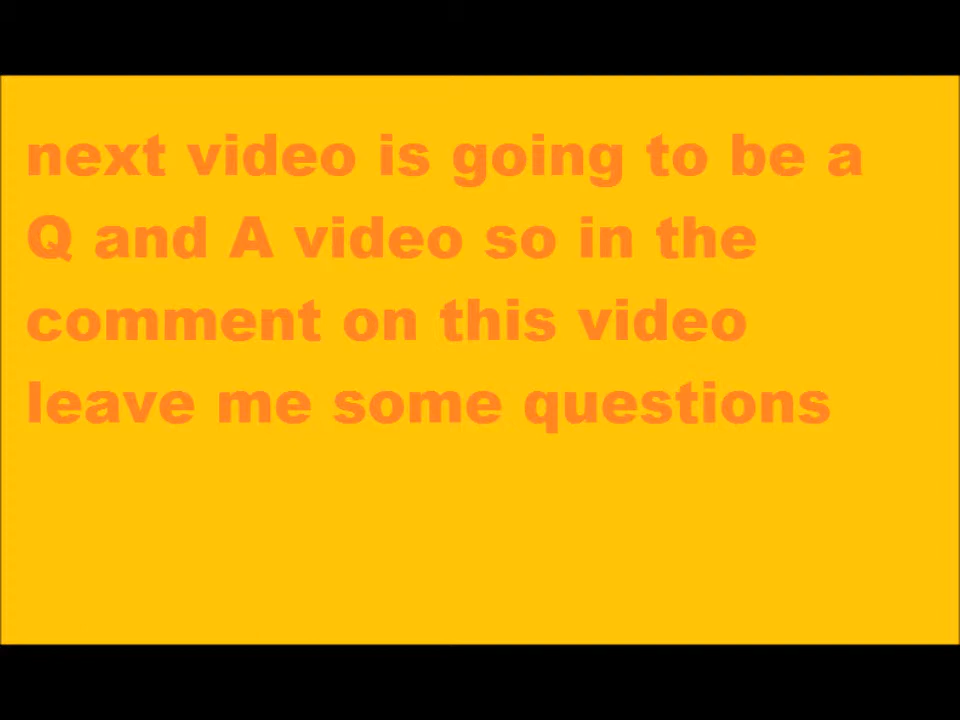 next video is going to be a
Q and A video so in the
comment on this video
leave me some questions